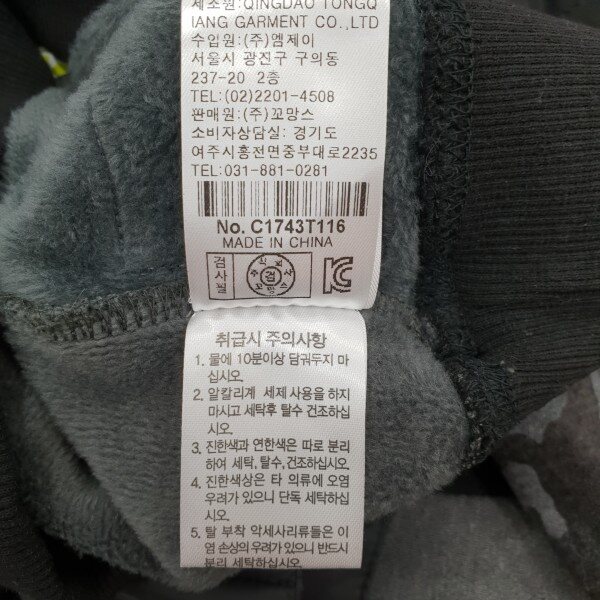 제조원:QINGDAO TONGQ
IANG GARMENT CO.,LTD
수입원:(주)엠제이
서울시 광진구 구의동
237-20 2층
TEL:(02)2201-4508
판매원:(주)꼬망스
소비자상담실: 경기도
여주시홍전면중부대로2235
TEL:031-881-0281
No. C1743T116
MADE IN CHINA
검사필
검
꼬망스
취급시 주의사항
1. 물에 10분이상 담궈두지 마
십시오.
2. 알칼리계 세제 사용을 하지
마시고 세탁후 탈수 건조하십
시오.
3. 진한색과 연한색은 따로 분리
하여 세탁, 탈수,건조하십시오.
4. 진한색상은 타 의류에 오염
우려가 있으니 단독 세탁하십
시오.
5. 탈 부착 악세사리류들은 이
염 손상의 우려가 있으니 반드시
분리 세탁하십시오.